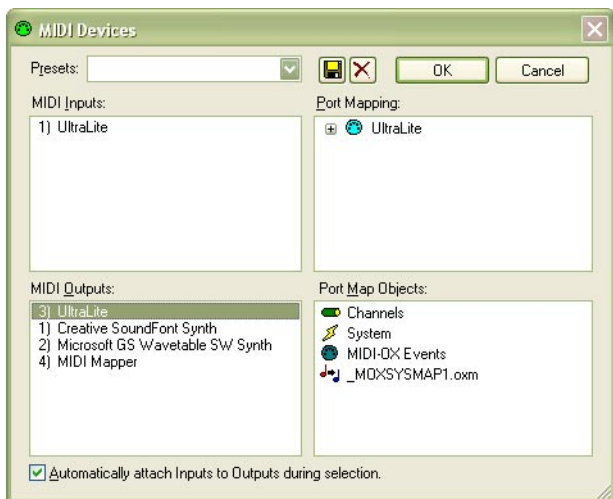 MIDI Devices
Presets:
OK
Cancel
MIDI Inputs:
1) UltraLite
Port Mapping:
UltraLite
MIDI Outputs:
3) UltraLite
1) Creative SoundFont Synth
2) Microsoft GS Wavetable SW Synth
4) MIDI Mapper
Port Map Objects:
Channels
System
MIDI-OX Events
_MOXSYSMAP1.oxm
Automatically attach Inputs to Outputs during selection.